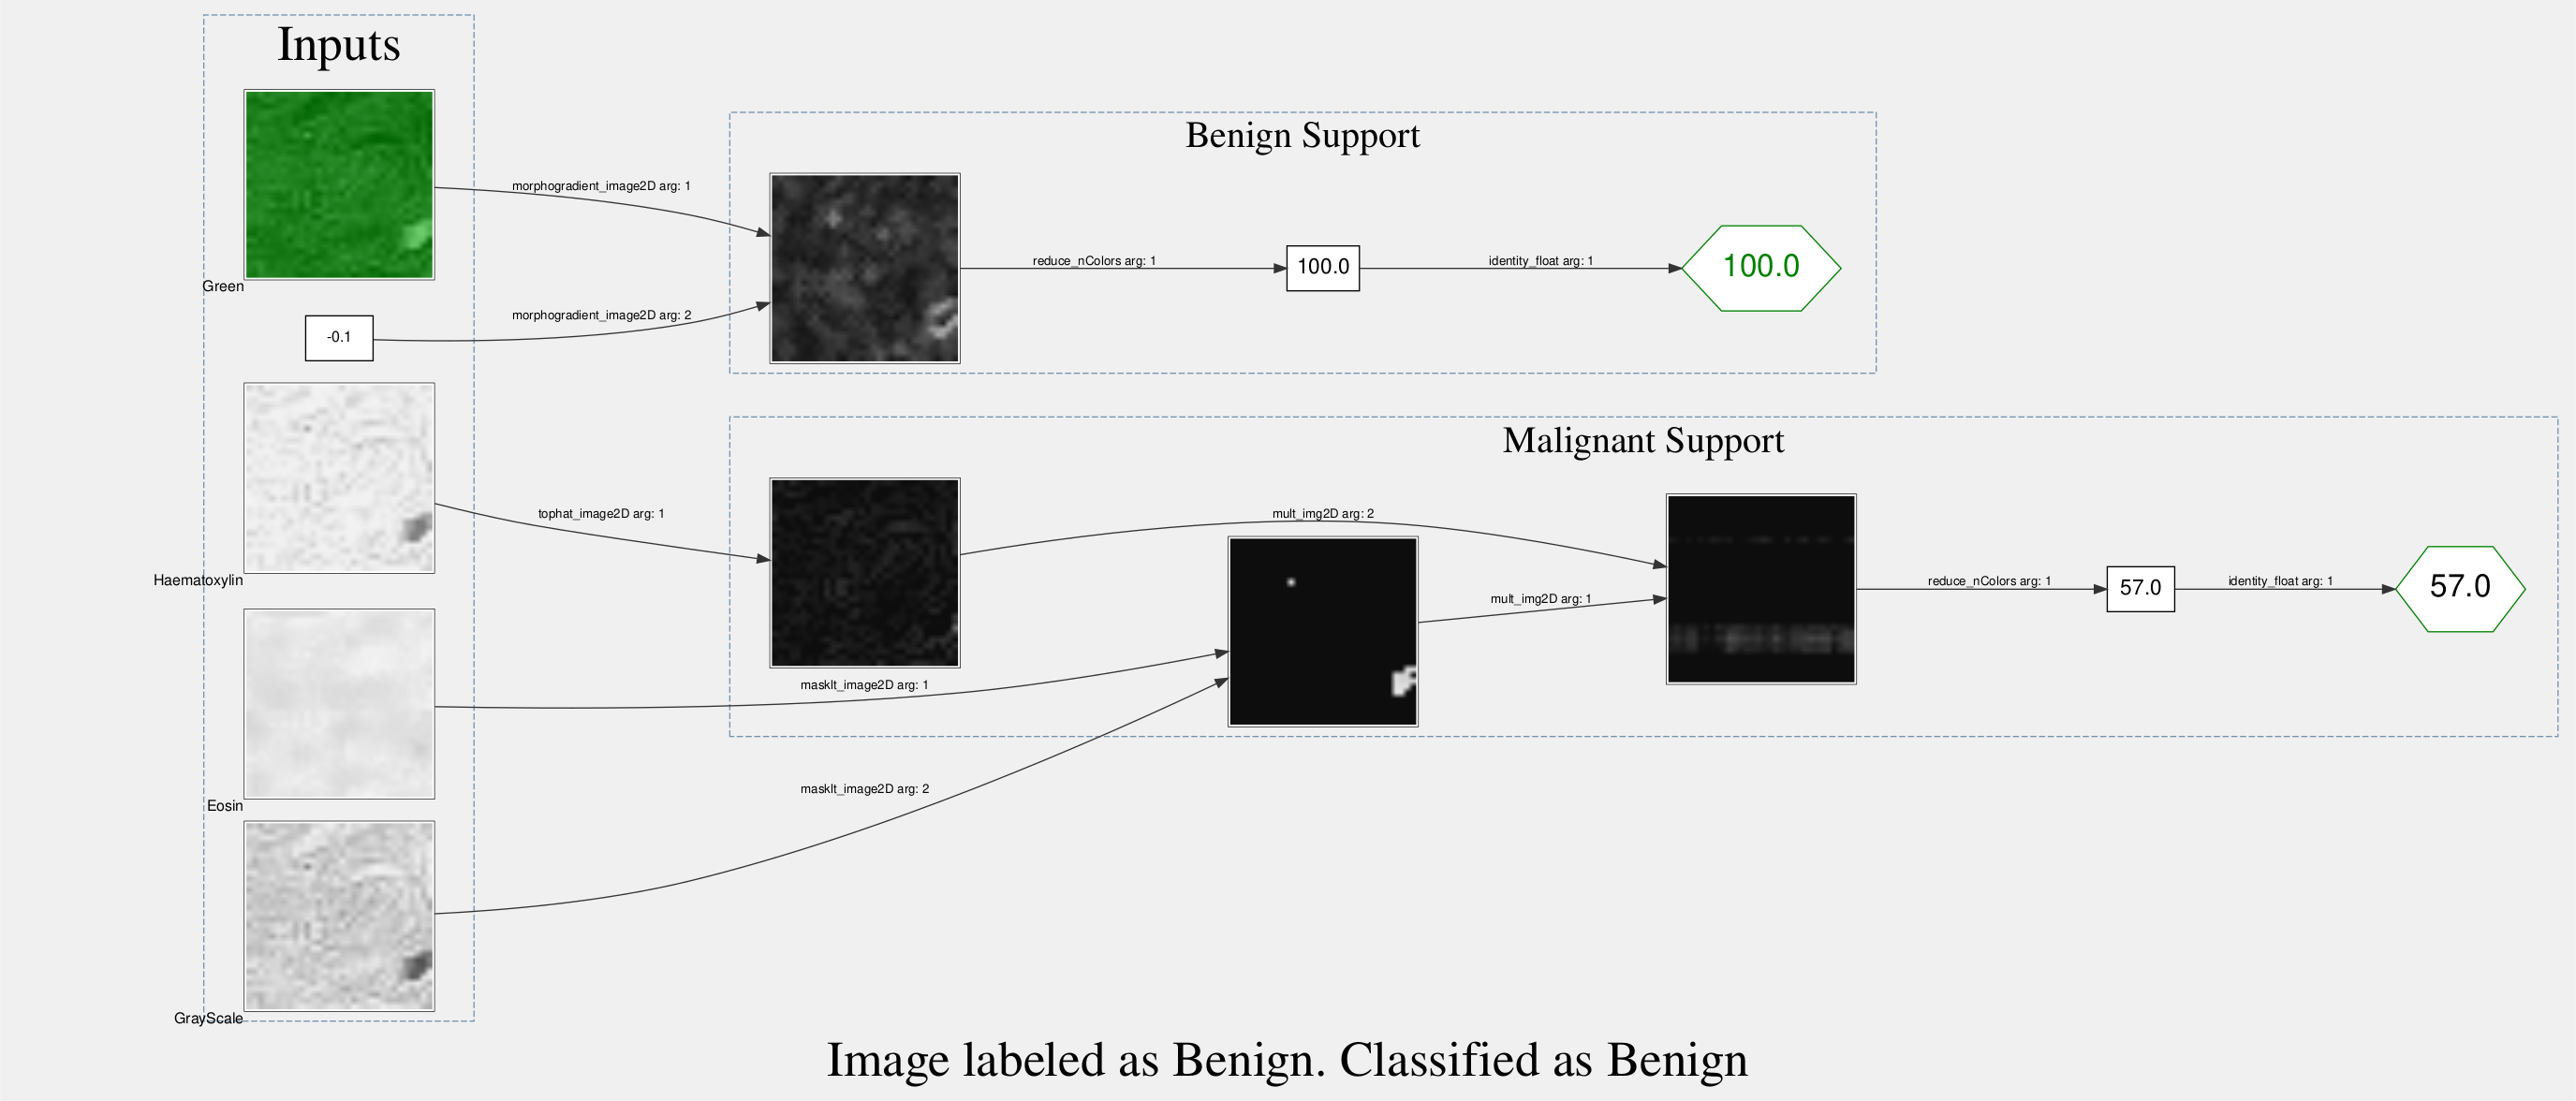 Inputs
Green
-0.1
Haematoxylin
Eosin
GrayScale
morphogradient_image2D arg: 1
morphogradient_image2D arg: 2
Benign Support
reduce_nColors arg: 1
100.0
identity_float arg: 1
100.0
tophat_image2D arg: 1
Malignant Support
mult_img2D arg: 2
masklt_image2D arg: 1
mult_img2D arg: 1
masklt_image2D arg: 2
reduce_nColors arg: 1
57.0
identity_float arg: 1
57.0
Image labeled as Benign. Classified as Benign